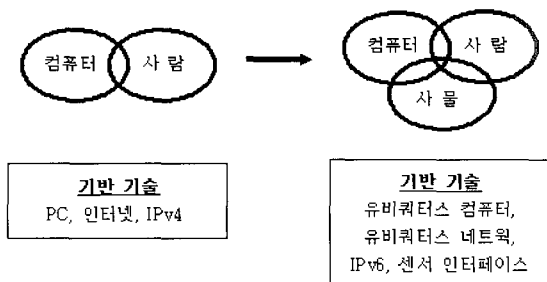 컴퓨터 사 람
컴퓨터 사 람
사 물
기반 기술
PC, 인터넷, IPv4
기반 기술
유비쿼터스 컴퓨터,
유비쿼터스 네트웍,
IPv6, 센서 인터페이스